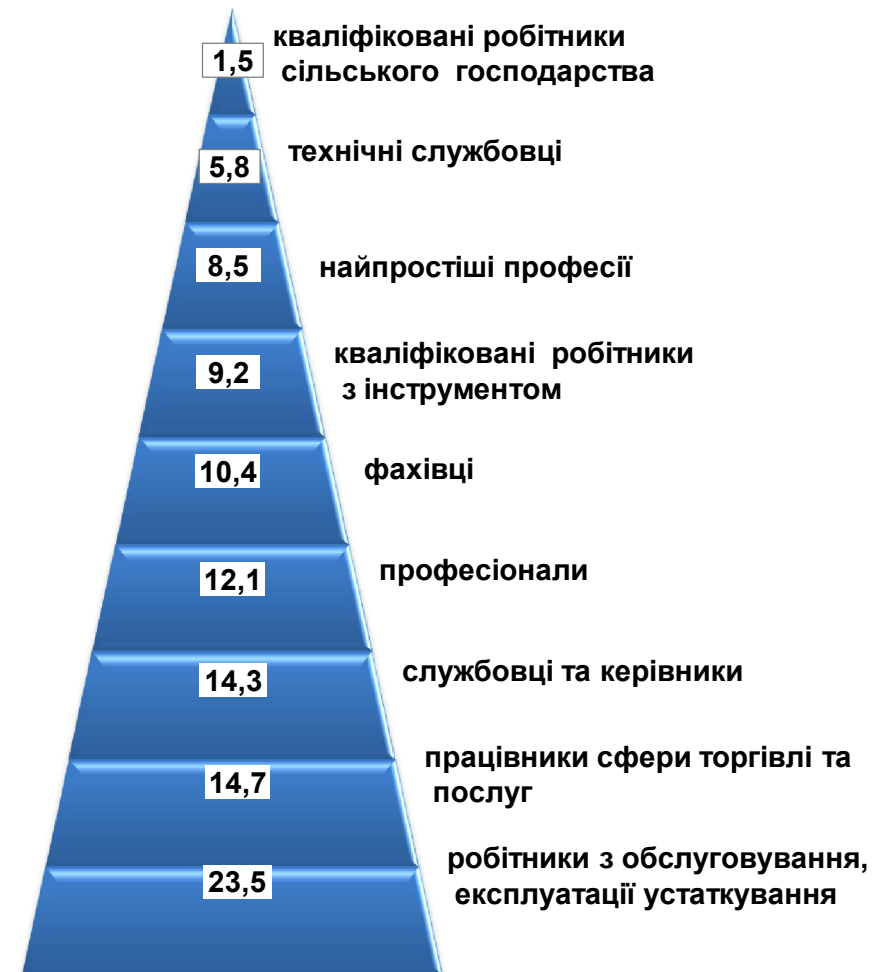 кваліфіковані робітники
1,5
сільського господарства
технічні службовці
5,8
8,5
найпростіші професії
кваліфіковані робітники
9,2
з інструментом
10,4
фахівці
12,1
професіонали
14,3
службовці та керівники
працівники сфери торгівлі та
14,7
послуг
робітники з обслуговування,
23,5
експлуатації устаткування